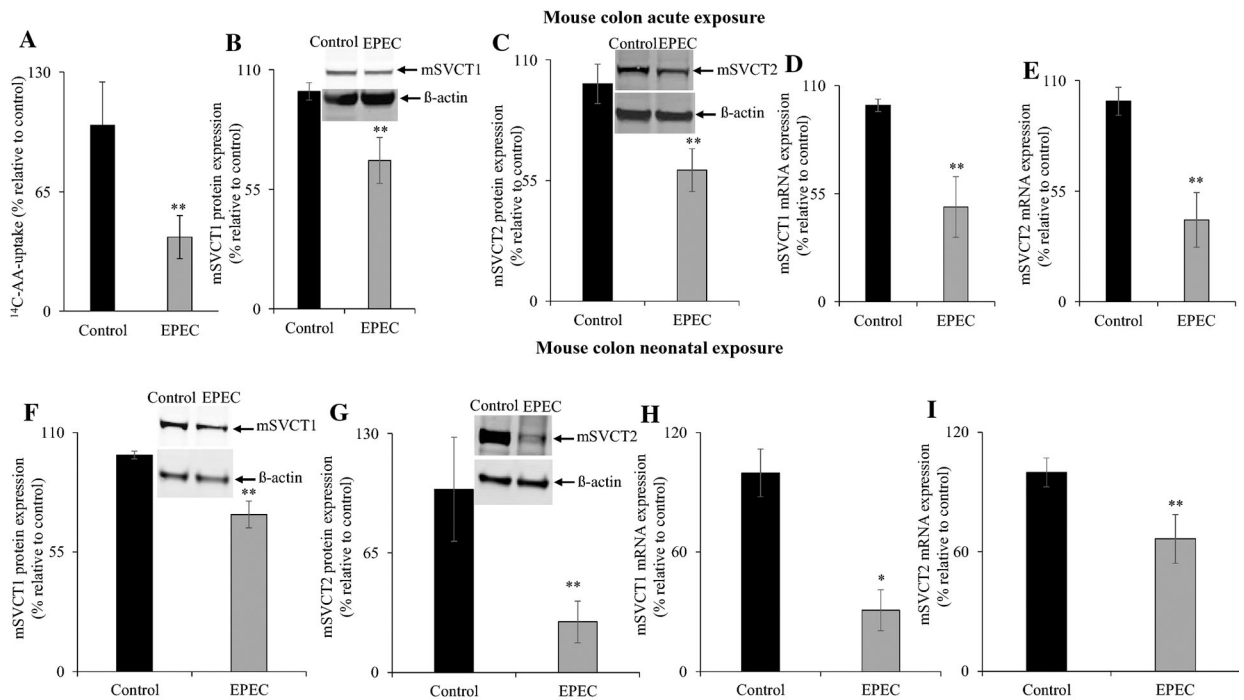 Mouse colon acute exposure
A
130
65
0
¹⁴C-AA-uptake (% relative to control)
**
Control
EPEC
B
110
55
0
mSVCT1 protein expression
(% relative to control)
Control EPEC
mSVCT1
ß-actin
**
Control
EPEC
C
110
55
0
mSVCT2 protein expression
(% relative to control)
Control EPEC
mSVCT2
ß-actin
**
Control
EPEC
D
110
55
0
mSVCT1 mRNA expression
(% relative to control)
**
Control
EPEC
E
110
55
0
mSVCT2 mRNA expression
(% relative to control)
**
Control
EPEC
Mouse colon neonatal exposure
F
110
55
0
mSVCT1 protein expression
(% relative to control)
Control EPEC
mSVCT1
ß-actin
**
Control
EPEC
G
130
65
0
mSVCT2 protein expression
(% relative to control)
Control EPEC
mSVCT2
ß-actin
**
Control
EPEC
H
120
60
0
mSVCT1 mRNA expression
(% relative to control)
*
Control
EPEC
I
120
60
0
mSVCT2 mRNA expression
(% relative to control)
**
Control
EPEC